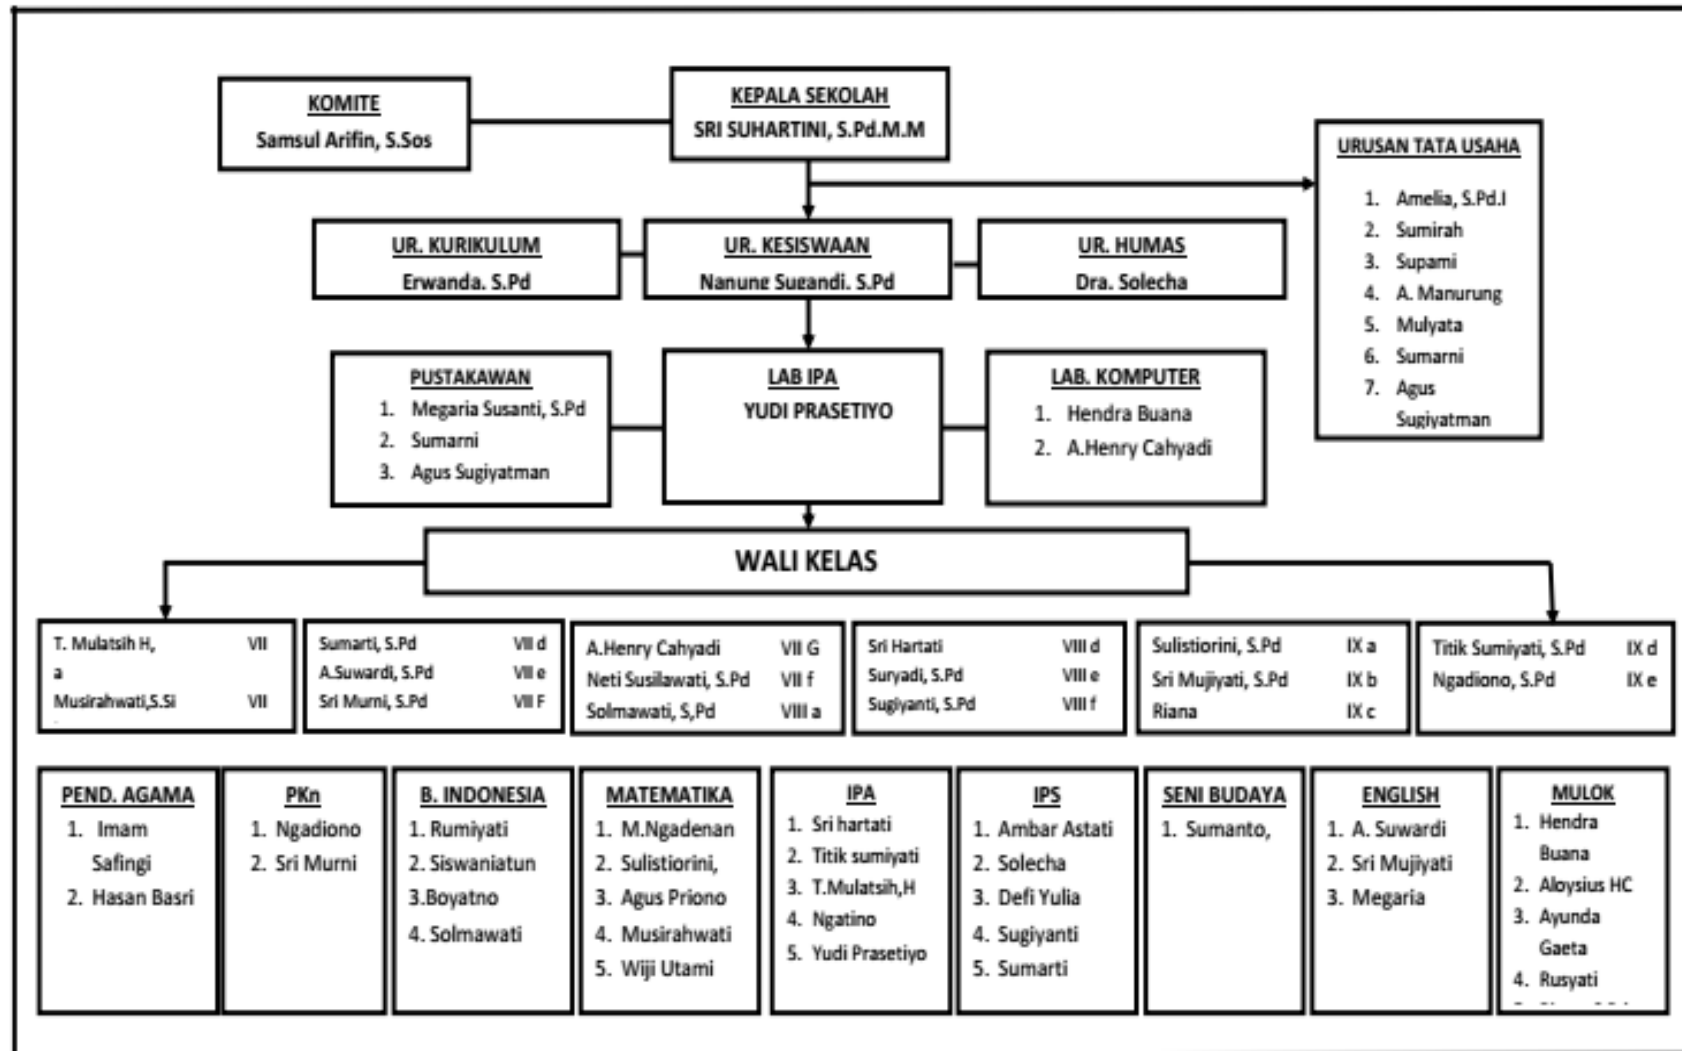 KOMITE
Samsul Arifin, S.Sos
KEPALA SEKOLAH
SRI SUHARTINI, S.Pd.M.M
URUSAN TATA USAHA
1. Amelia, S.Pd.I
2. Sumirah
3. Supami
4. A. Manurung
5. Mulyata
6. Sumarni
7. Agus
Sugiyatman
UR. KURIKULUM
Erwanda. S.Pd
UR. KESISWAAN
Nanung Sugandi. S.Pd
UR. HUMAS
Dra. Solecha
PUSTAKAWAN
1. Megaria Susanti, S.Pd
2. Sumarni
3. Agus Sugiyatman
LAB IPA
YUDI PRASETIYO
LAB. KOMPUTER
1. Hendra Buana
2. A.Henry Cahyadi
WALI KELAS
T. Mulatsih H, VII
a
Musirahwati,S.Si VII
Sumarti, S.Pd VII d
A.Suwardi, S.Pd VII e
Sri Murni, S.Pd VII F
A.Henry Cahyadi VII G
Neti Susilawati, S.Pd VII f
Solmawati, S,Pd VIII a
Sri Hartati VIII d
Suryadi, S.Pd VIII e
Sugiyanti, S.Pd VIII f
Sulistiorini, S.Pd IX a
Sri Mujiyati, S.Pd IX b
Riana IX c
Titik Sumiyati, S.Pd IX d
Ngadiono, S.Pd IX e
PEND. AGAMA
1. Imam
Safingi
2. Hasan Basri
PKn
1. Ngadiono
2. Sri Murni
B. INDONESIA
1. Rumiyati
2. Siswaniatun
3.Boyatno
4. Solmawati
MATEMATIKA
1. M.Ngadenan
2. Sulistiorini,
3. Agus Priono
4. Musirahwati
5. Wiji Utami
IPA
1. Sri hartati
2. Titik sumiyati
3. T.Mulatsih,H
4. Ngatino
5. Yudi Prasetiyo
IPS
1. Ambar Astati
2. Solecha
3. Defi Yulia
4. Sugiyanti
5. Sumarti
SENI BUDAYA
1. Sumanto,
ENGLISH
1. A. Suwardi
2. Sri Mujiyati
3. Megaria
MULOK
1. Hendra
Buana
2. Aloysius HC
3. Ayunda
Gaeta
4. Rusyati